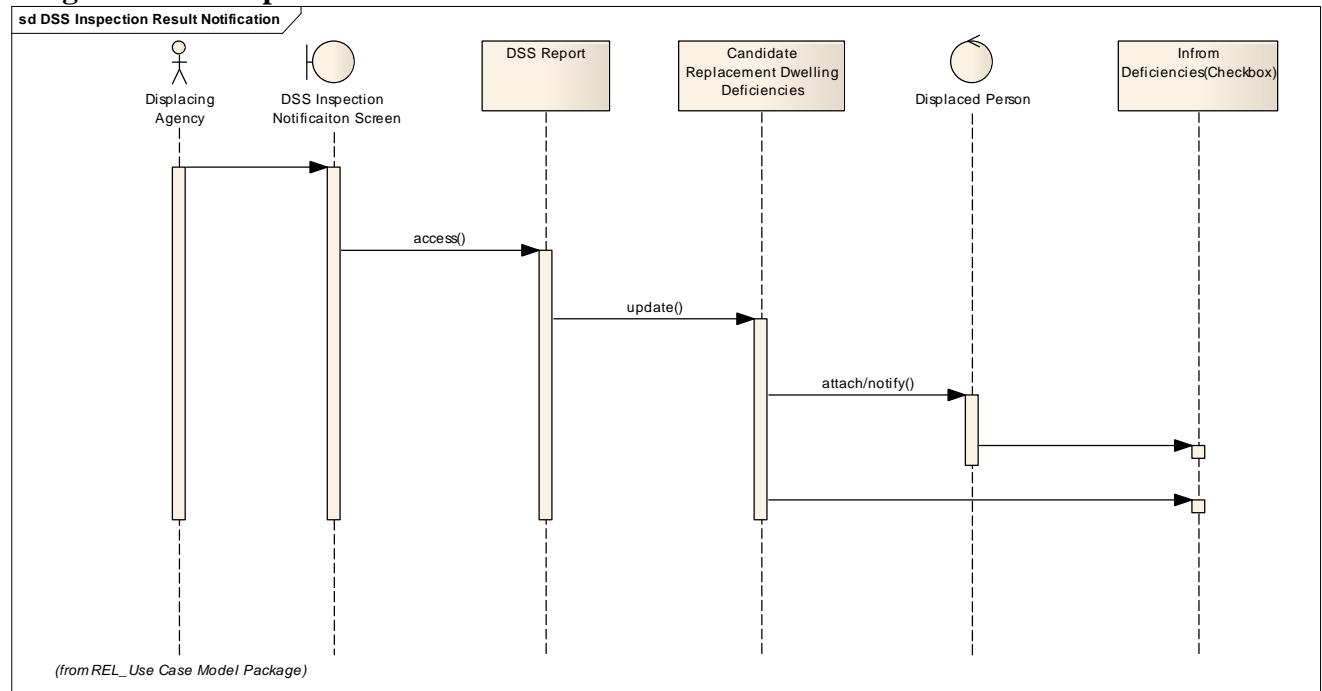 sd DSS Inspection Result Notification
Displacing
Agency
DSS Inspection
Notificaiton Screen
DSS Report
Candidate
Replacement Dwelling
Deficiencies
Displaced Person
Infrom
Deficiencies(Checkbox)
access()
update()
attach/notify()
(from REL_Use Case Model Package)